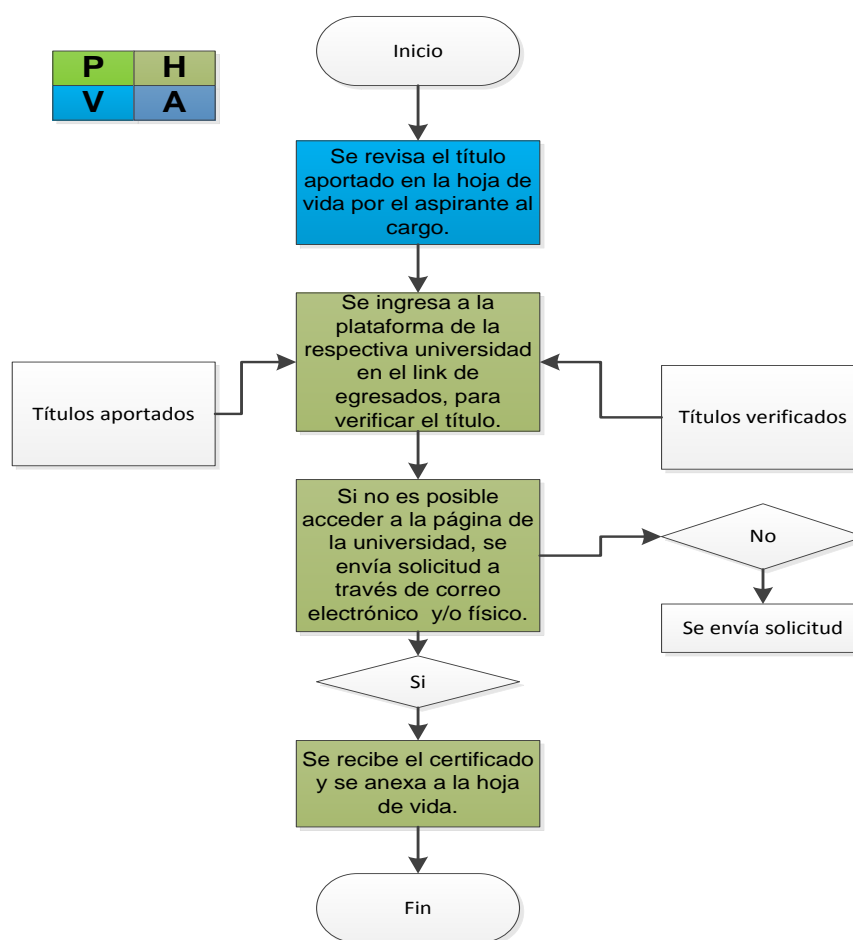 Inicio
P H
V A
Se revisa el título
aportado en la hoja de
vida por el aspirante al
cargo.
Se ingresa a la
plataforma de la
respectiva universidad
en el link de
egresados, para
verificar el título.
Títulos aportados
Títulos verificados
Si no es posible
acceder a la página de
la universidad, se
envía solicitud a
través de correo
electrónico y/o físico.
No
Se envía solicitud
Si
Se recibe el certificado
y se anexa a la hoja
de vida.
Fin